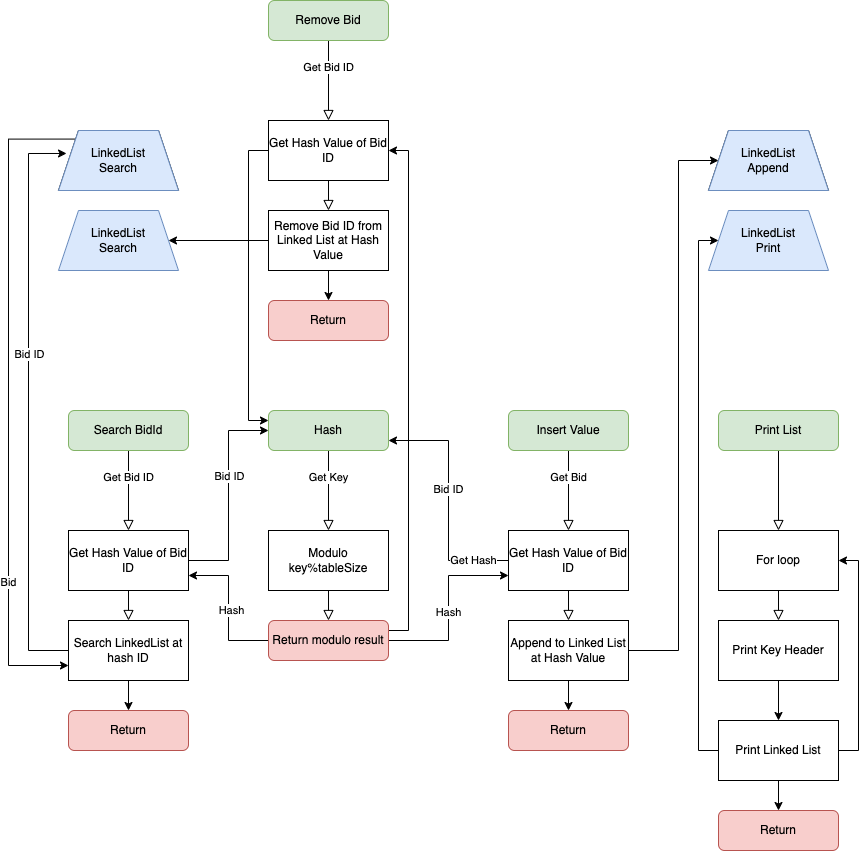 Remove Bid
Get Bid ID
Get Hash Value of Bid
ID
LinkedList
Search
LinkedList
Append
Remove Bid ID from
Linked List at Hash
Value
LinkedList
Search
LinkedList
Print
Return
Bid ID
Search BidId
Hash
Insert Value
Print List
Get Bid ID
Bid ID
Get Key
Bid ID
Get Bid
Get Hash Value of Bid
ID
Modulo
key%tableSize
Get Hash
Get Hash Value of Bid
ID
For loop
Bid
Hash
Hash
Search LinkedList at
hash ID
Return modulo result
Append to Linked List
at Hash Value
Print Key Header
Return
Return
Print Linked List
Return